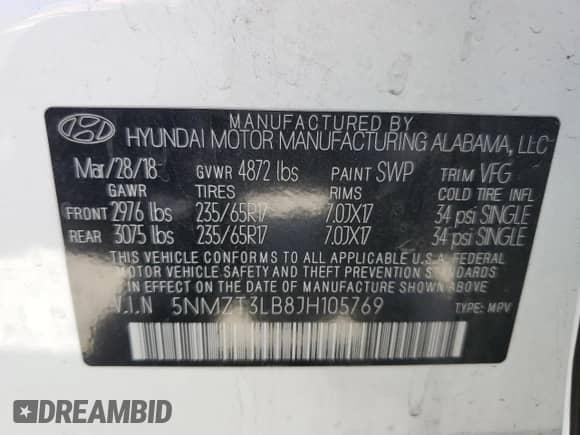 MANUFACTURED BY
HYUNDAI MOTOR MANUFACTURING ALABAMA, LLC
Mar/28/18 GVWR 4872 lbs PAINT SWP TRIM VFG
GAWR TIRES RIMS COLD TIRE INFL
FRONT 2976 lbs 235/65R17 7.0JX17 34 psi SINGLE
REAR 3075 lbs 235/65R17 7.0JX17 34 psi SINGLE
THIS VEHICLE CONFORMS TO ALL APPLICABLE U.S.A. FEDERAL
MOTOR VEHICLE SAFETY AND THEFT PREVENTION STANDARDS
IN EFFECT ON THE DATE OF MANUFACTURE SHOWN ABOVE.
V.I.N 5NMZT3LB8JH105769 TYPE: MPV
DREAMBID